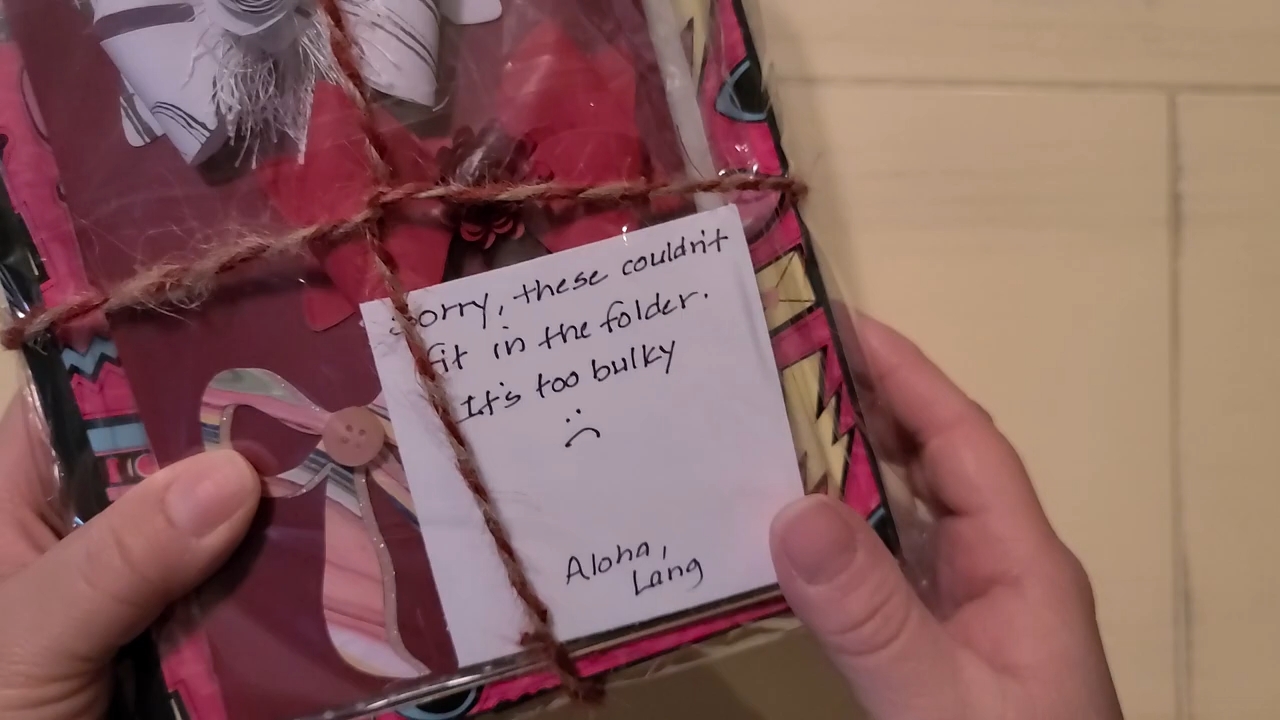 Sorry, these couldn't
fit in the folder.
It's too bulky
:(
Aloha,
Lang